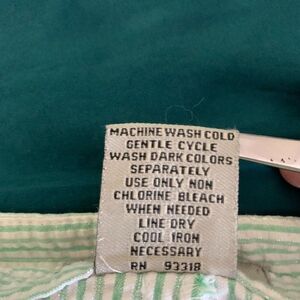 MACHINE WASH COLD
GENTLE CYCLE
WASH DARK COLORS
SEPARATELY
USE ONLY NON
CHLORINE BLEACH
WHEN NEEDED
LINE DRY
COOL IRON
NECESSARY
RN 93318